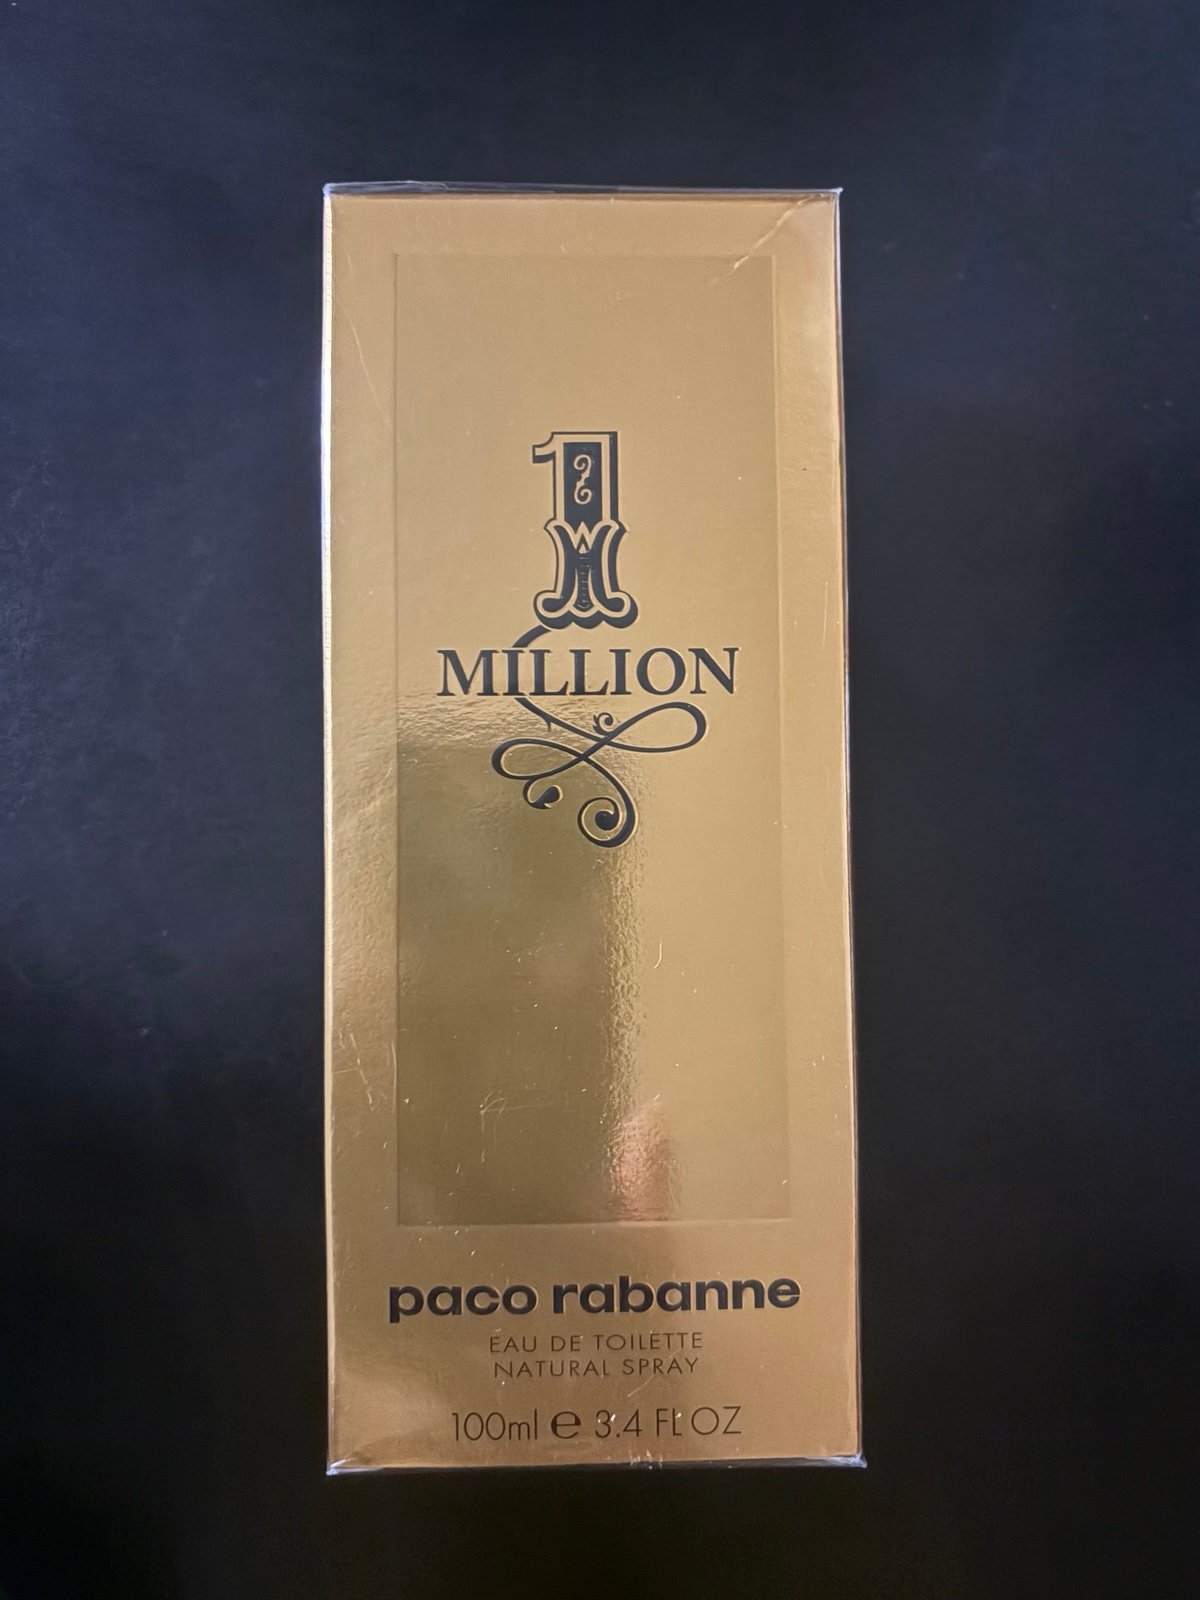 1
MILLION
paco rabanne
EAU DE TOILETTE
NATURAL SPRAY
100ml ℮ 3.4 FL OZ